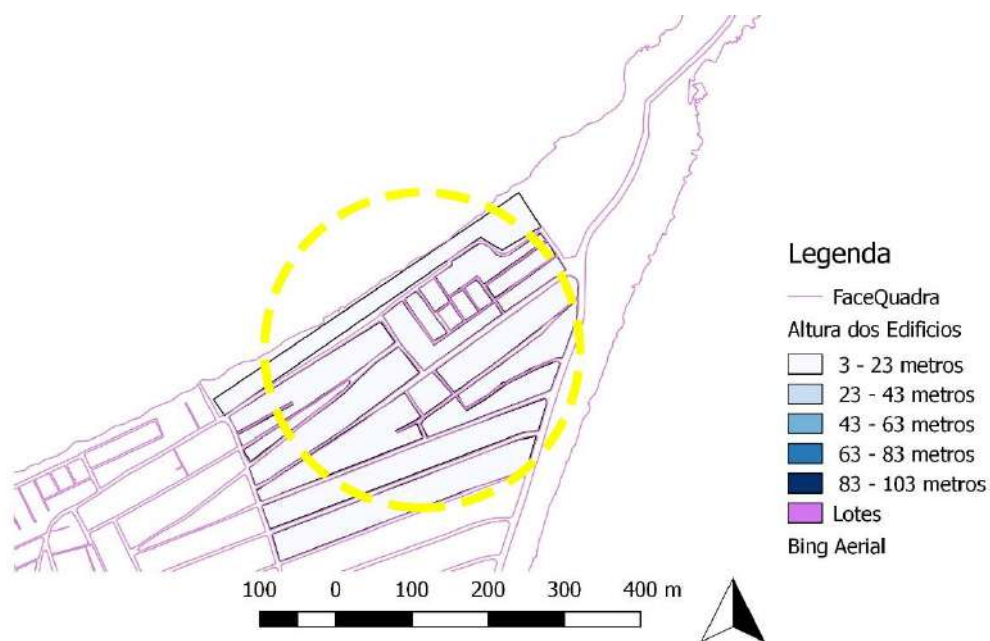 Legenda
FaceQuadra
Altura dos Edificios
3 - 23 metros
23 - 43 metros
43 - 63 metros
63 - 83 metros
83 - 103 metros
Lotes
Bing Aerial
100 0 100 200 300 400 m